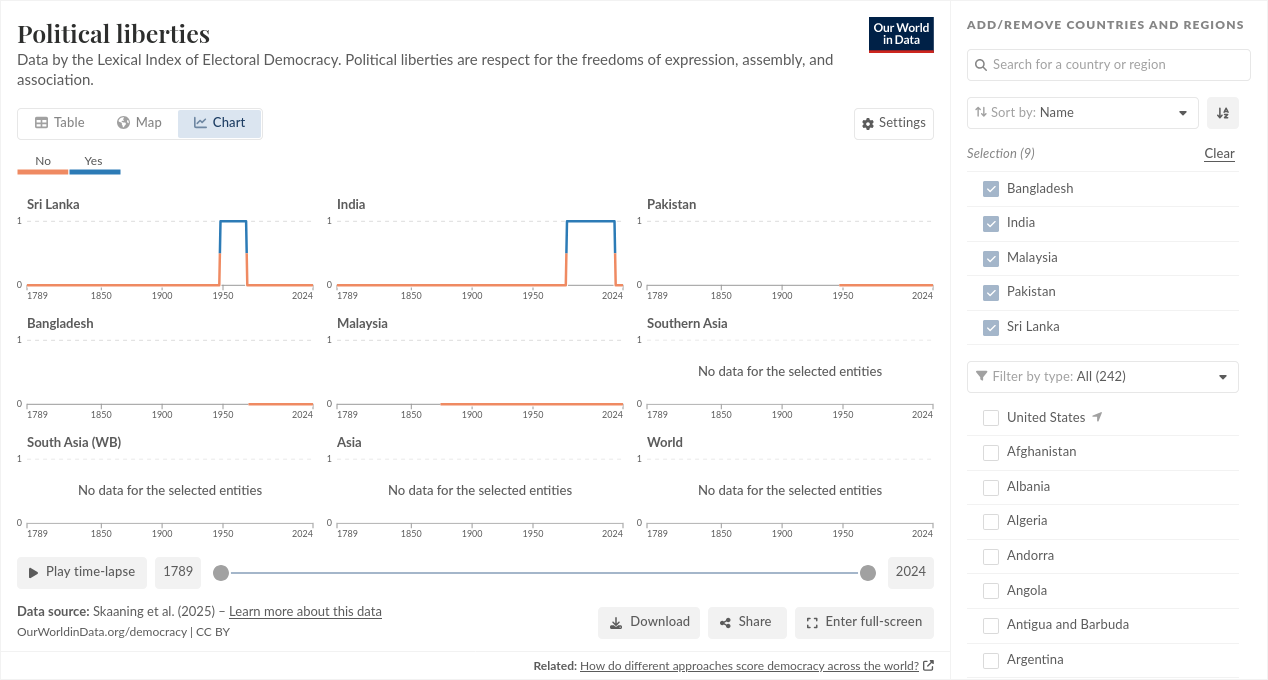 Political liberties
Data by the Lexical Index of Electoral Democracy. Political liberties are respect for the freedoms of expression, assembly, and
association.
Our World
in Data
Table Map Chart
Settings
No Yes
Sri Lanka
1
0
1789 1850 1900 1950 2024
India
1
0
1789 1850 1900 1950 2024
Pakistan
1
0
1789 1850 1900 1950 2024
Bangladesh
1
0
1789 1850 1900 1950 2024
Malaysia
1
0
1789 1850 1900 1950 2024
Southern Asia
1
No data for the selected entities
0
1789 1850 1900 1950 2024
South Asia (WB)
1
No data for the selected entities
0
1789 1850 1900 1950 2024
Asia
1
No data for the selected entities
0
1789 1850 1900 1950 2024
World
1
No data for the selected entities
0
1789 1850 1900 1950 2024
Play time-lapse 1789 2024
Data source: Skaaning et al. (2025) – Learn more about this data
OurWorldinData.org/democracy | CC BY
Download Share Enter full-screen
Related: How do different approaches score democracy across the world?
ADD/REMOVE COUNTRIES AND REGIONS
Search for a country or region
Sort by: Name
Selection (9) Clear
Bangladesh
India
Malaysia
Pakistan
Sri Lanka
Filter by type: All (242)
United States
Afghanistan
Albania
Algeria
Andorra
Angola
Antigua and Barbuda
Argentina